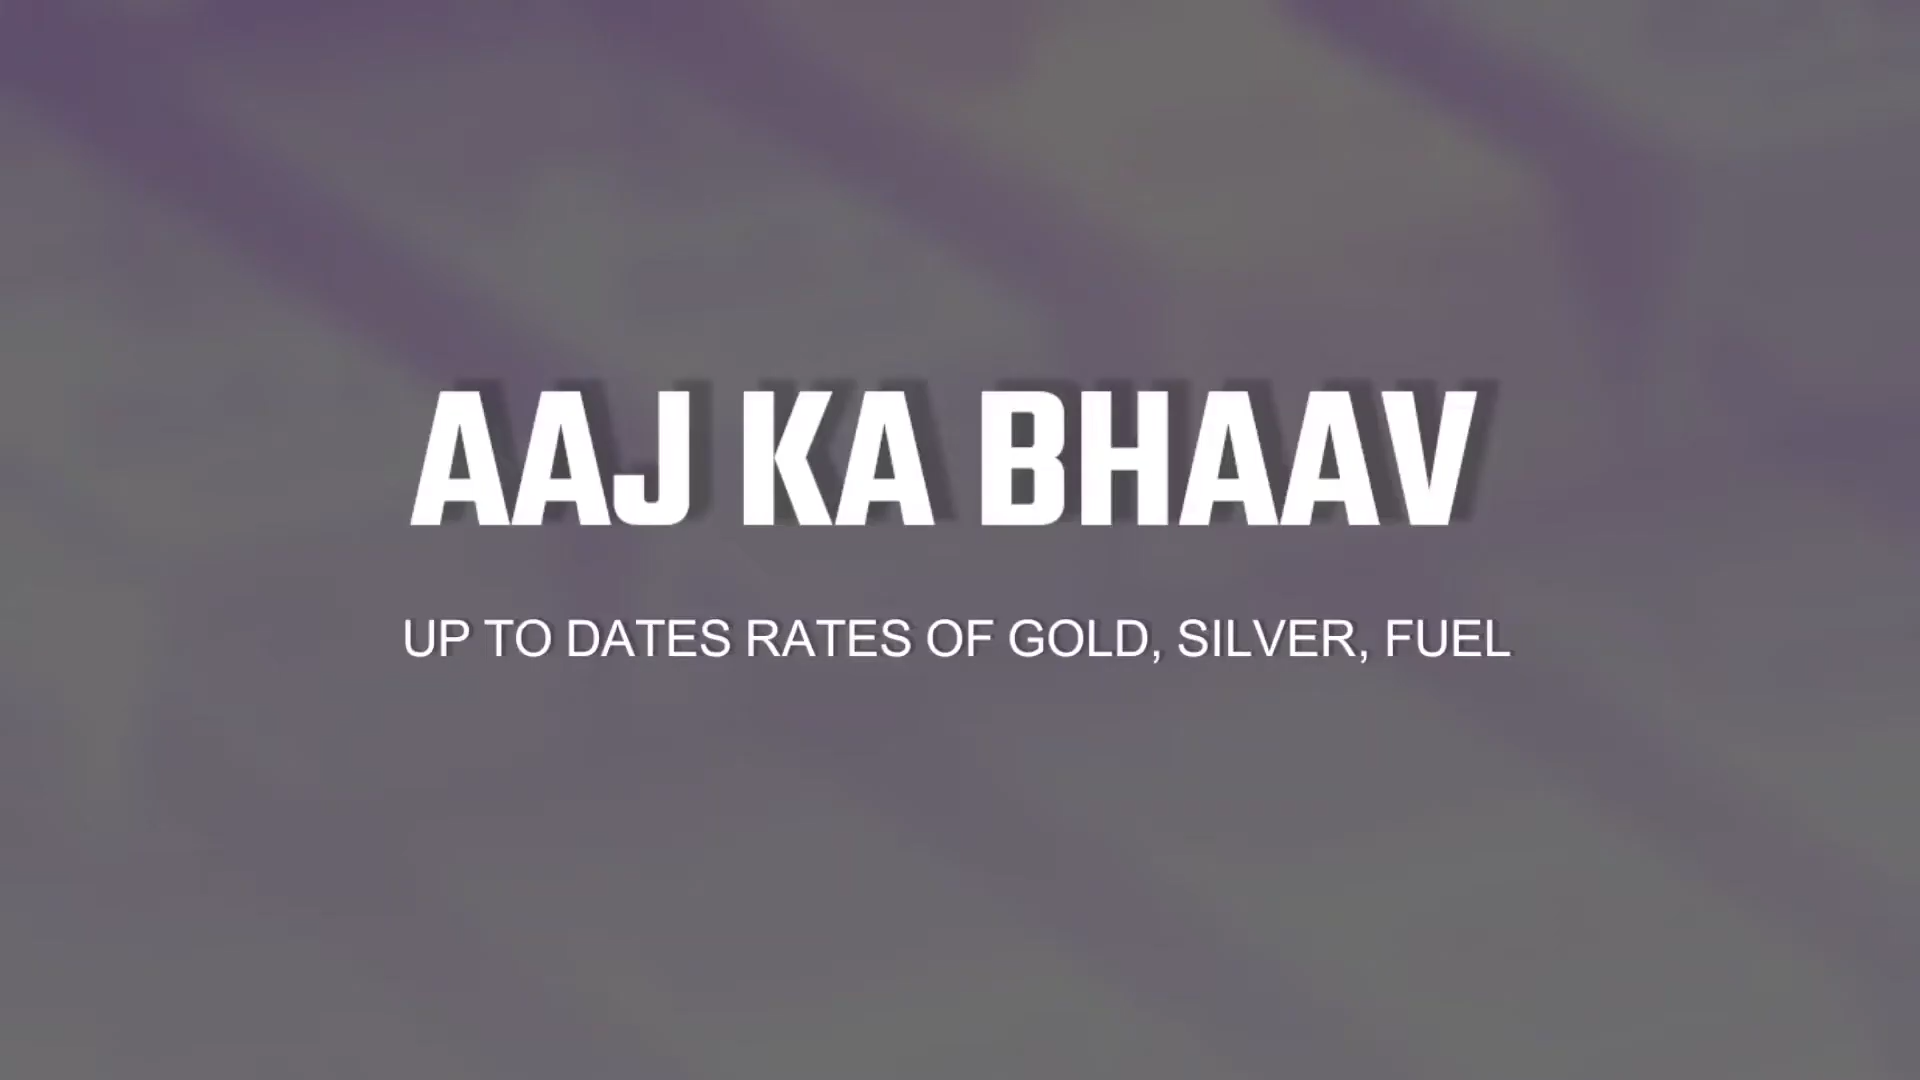 AAJ KA BHAAV
UP TO DATES RATES OF GOLD, SILVER, FUEL